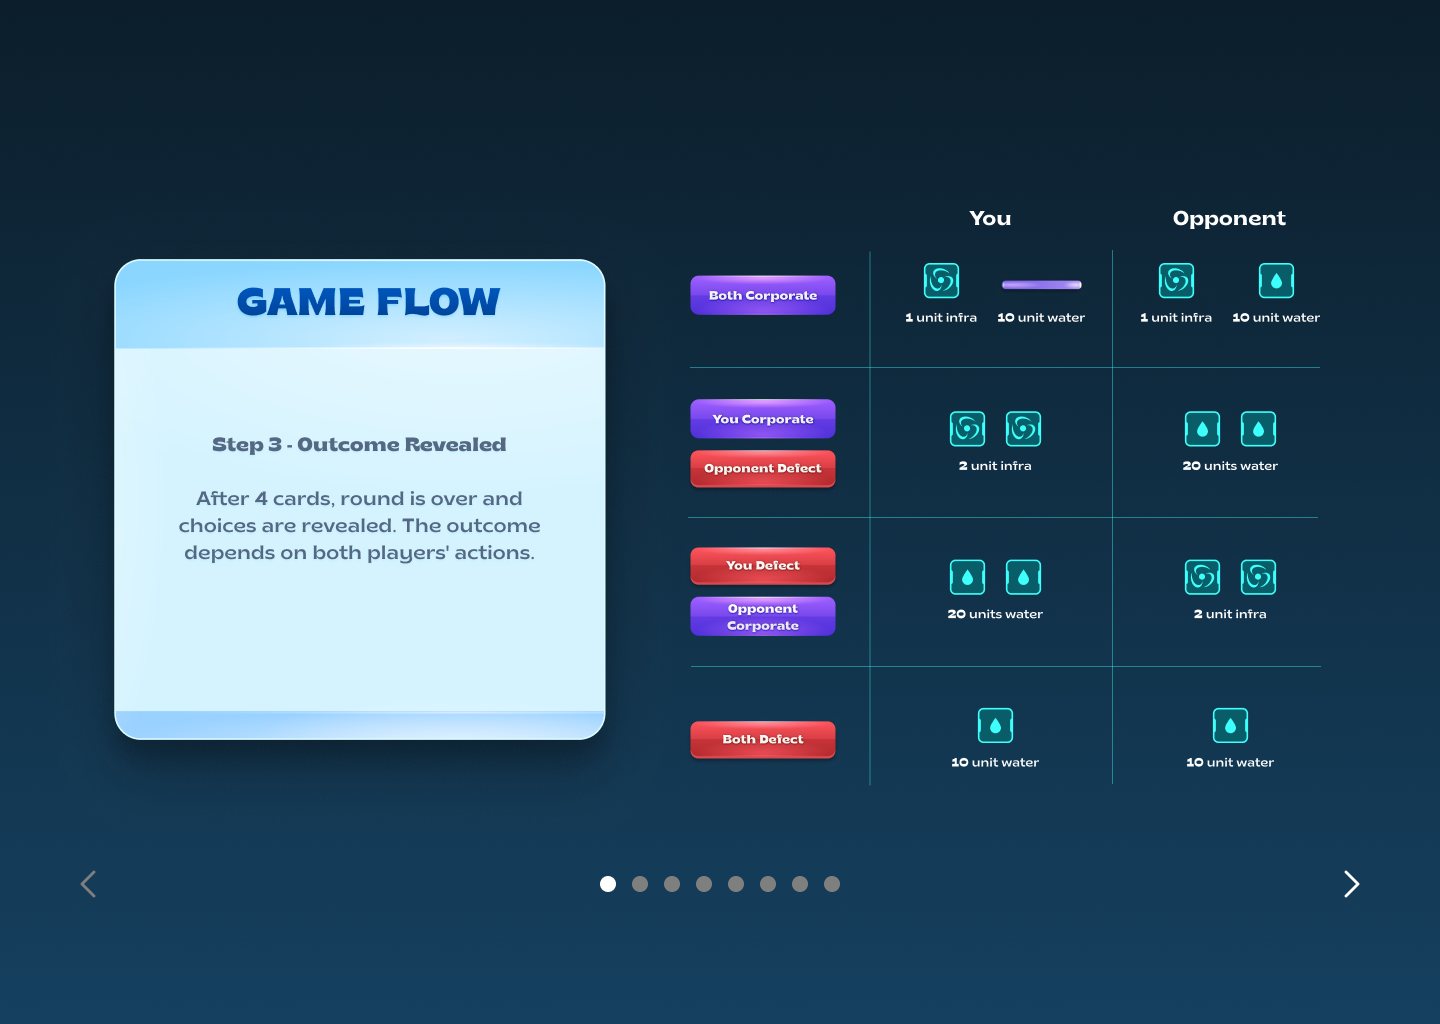 GAME FLOW
Step 3 - Outcome Revealed
After 4 cards, round is over and
choices are revealed. The outcome
depends on both players' actions.
You
Opponent
Both Corporate
1 unit infra
10 unit water
1 unit infra
10 unit water
You Corporate
Opponent Defect
2 unit infra
20 units water
You Defect
Opponent
Corporate
20 units water
2 unit infra
Both Defect
10 unit water
10 unit water